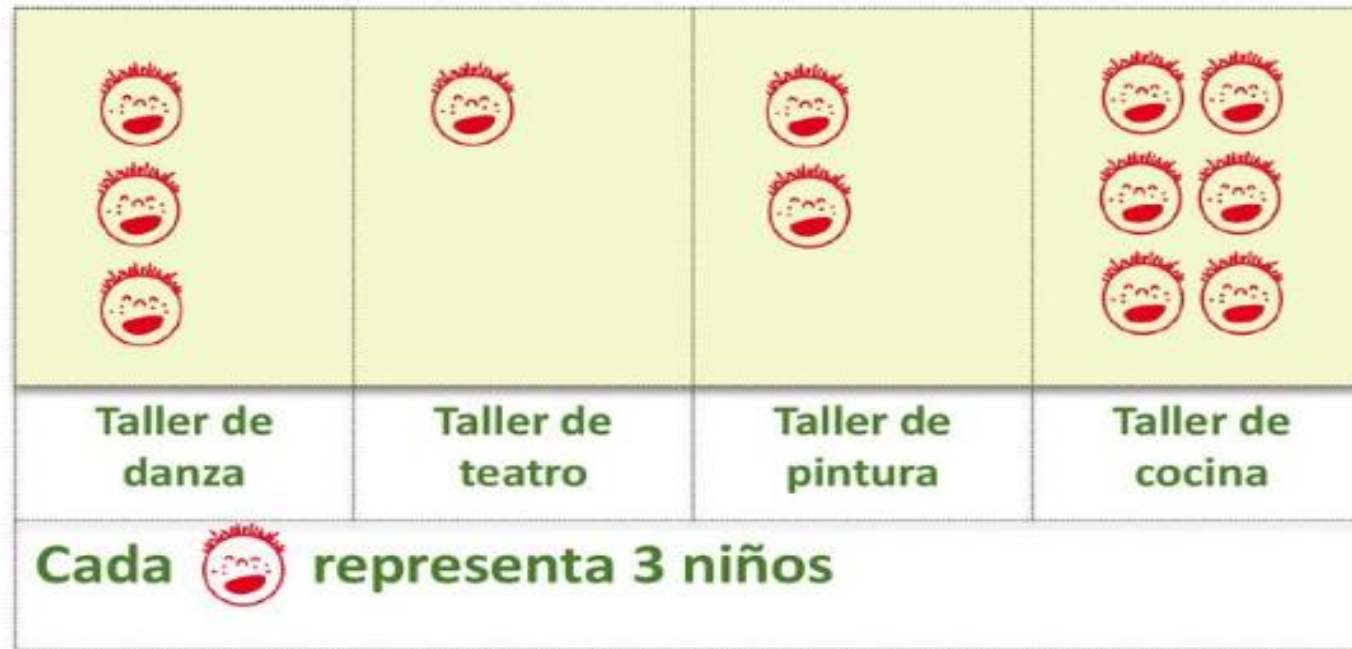 Taller de
danza
Taller de
teatro
Taller de
pintura
Taller de
cocina
Cada representa 3 niños